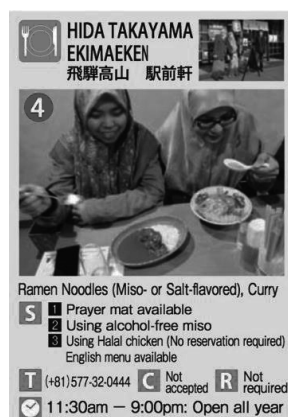 HIDA TAKAYAMA
EKIMAEKEN
飛騨高山 駅前軒
4
Ramen Noodles (Miso- or Salt-flavored), Curry
S 1 Prayer mat available
2 Using alcohol-free miso
3 Using Halal chicken (No reservation required)
English menu available
T (+81)577-32-0444 C Not accepted R Not required
11:30am － 9:00pm: Open all year